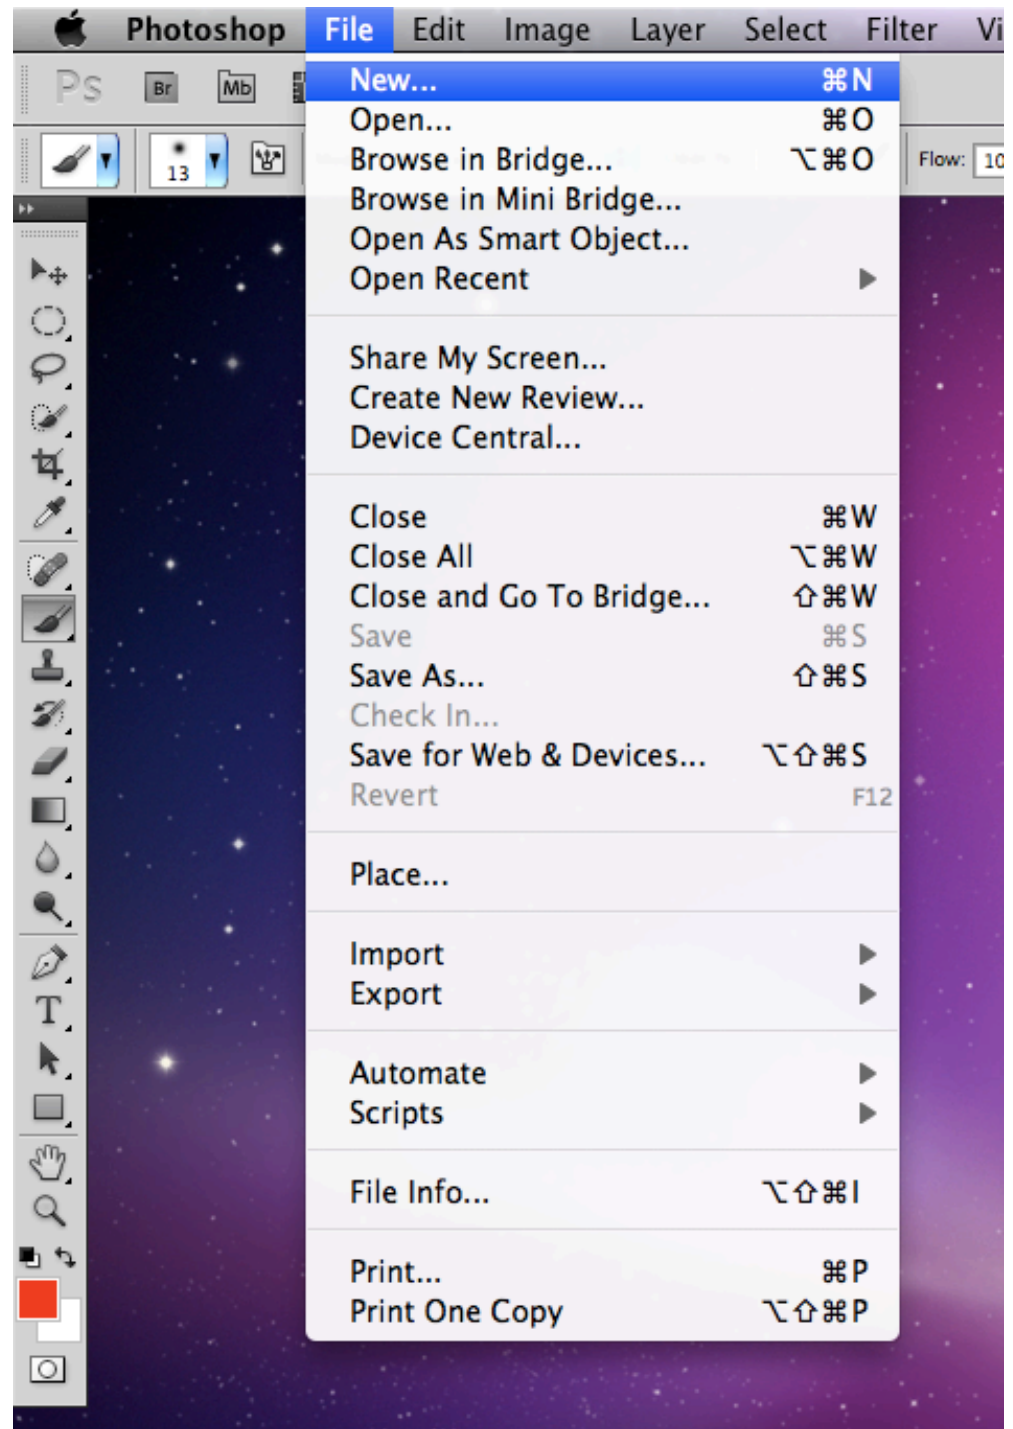 Photoshop File Edit Image Layer Select Filter Vi
Ps Br Mb
13 Flow: 10
New... ⌘N
Open... ⌘O
Browse in Bridge... ⌥⌘O
Browse in Mini Bridge...
Open As Smart Object...
Open Recent ▶
Share My Screen...
Create New Review...
Device Central...
Close ⌘W
Close All ⌥⌘W
Close and Go To Bridge... ⇧⌘W
Save ⌘S
Save As... ⇧⌘S
Check In...
Save for Web & Devices... ⌥⇧⌘S
Revert F12
Place...
Import ▶
Export ▶
Automate ▶
Scripts ▶
File Info... ⌥⇧⌘I
Print... ⌘P
Print One Copy ⌥⇧⌘P